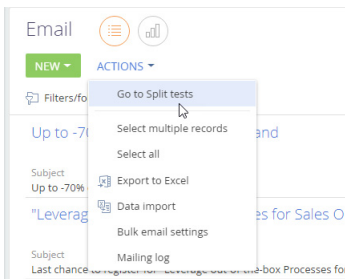 Email
NEW ACTIONS
Filters/fo
Go to Split tests
Up to -70 and
Select multiple records
Subject
Select all
Up to -70%
Export to Excel
Data import
"Leverag es for Sales O
Bulk email settings
Subject
Mailing log
Last chance to register for "Leverage out-of-the-box Processes fo